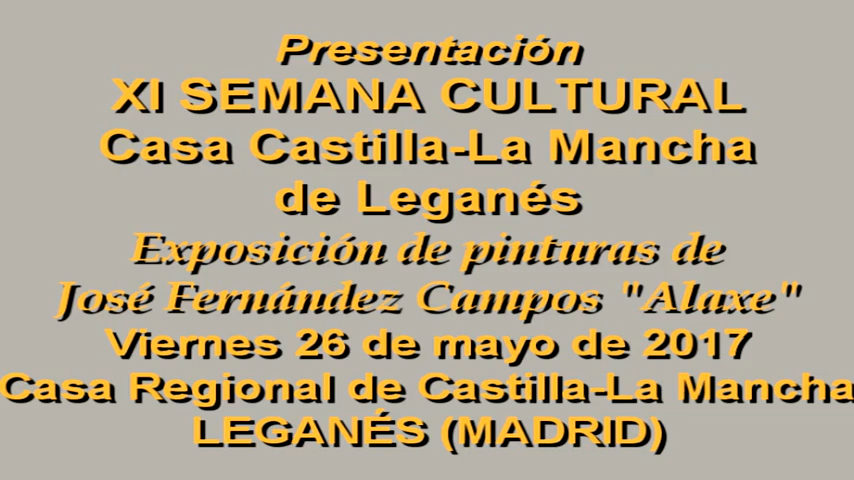 Presentación
XI SEMANA CULTURAL
Casa Castilla-La Mancha
de Leganés
Exposición de pinturas de
José Fernández Campos "Alaxe"
Viernes 26 de mayo de 2017
Casa Regional de Castilla-La Mancha
LEGANÉS (MADRID)